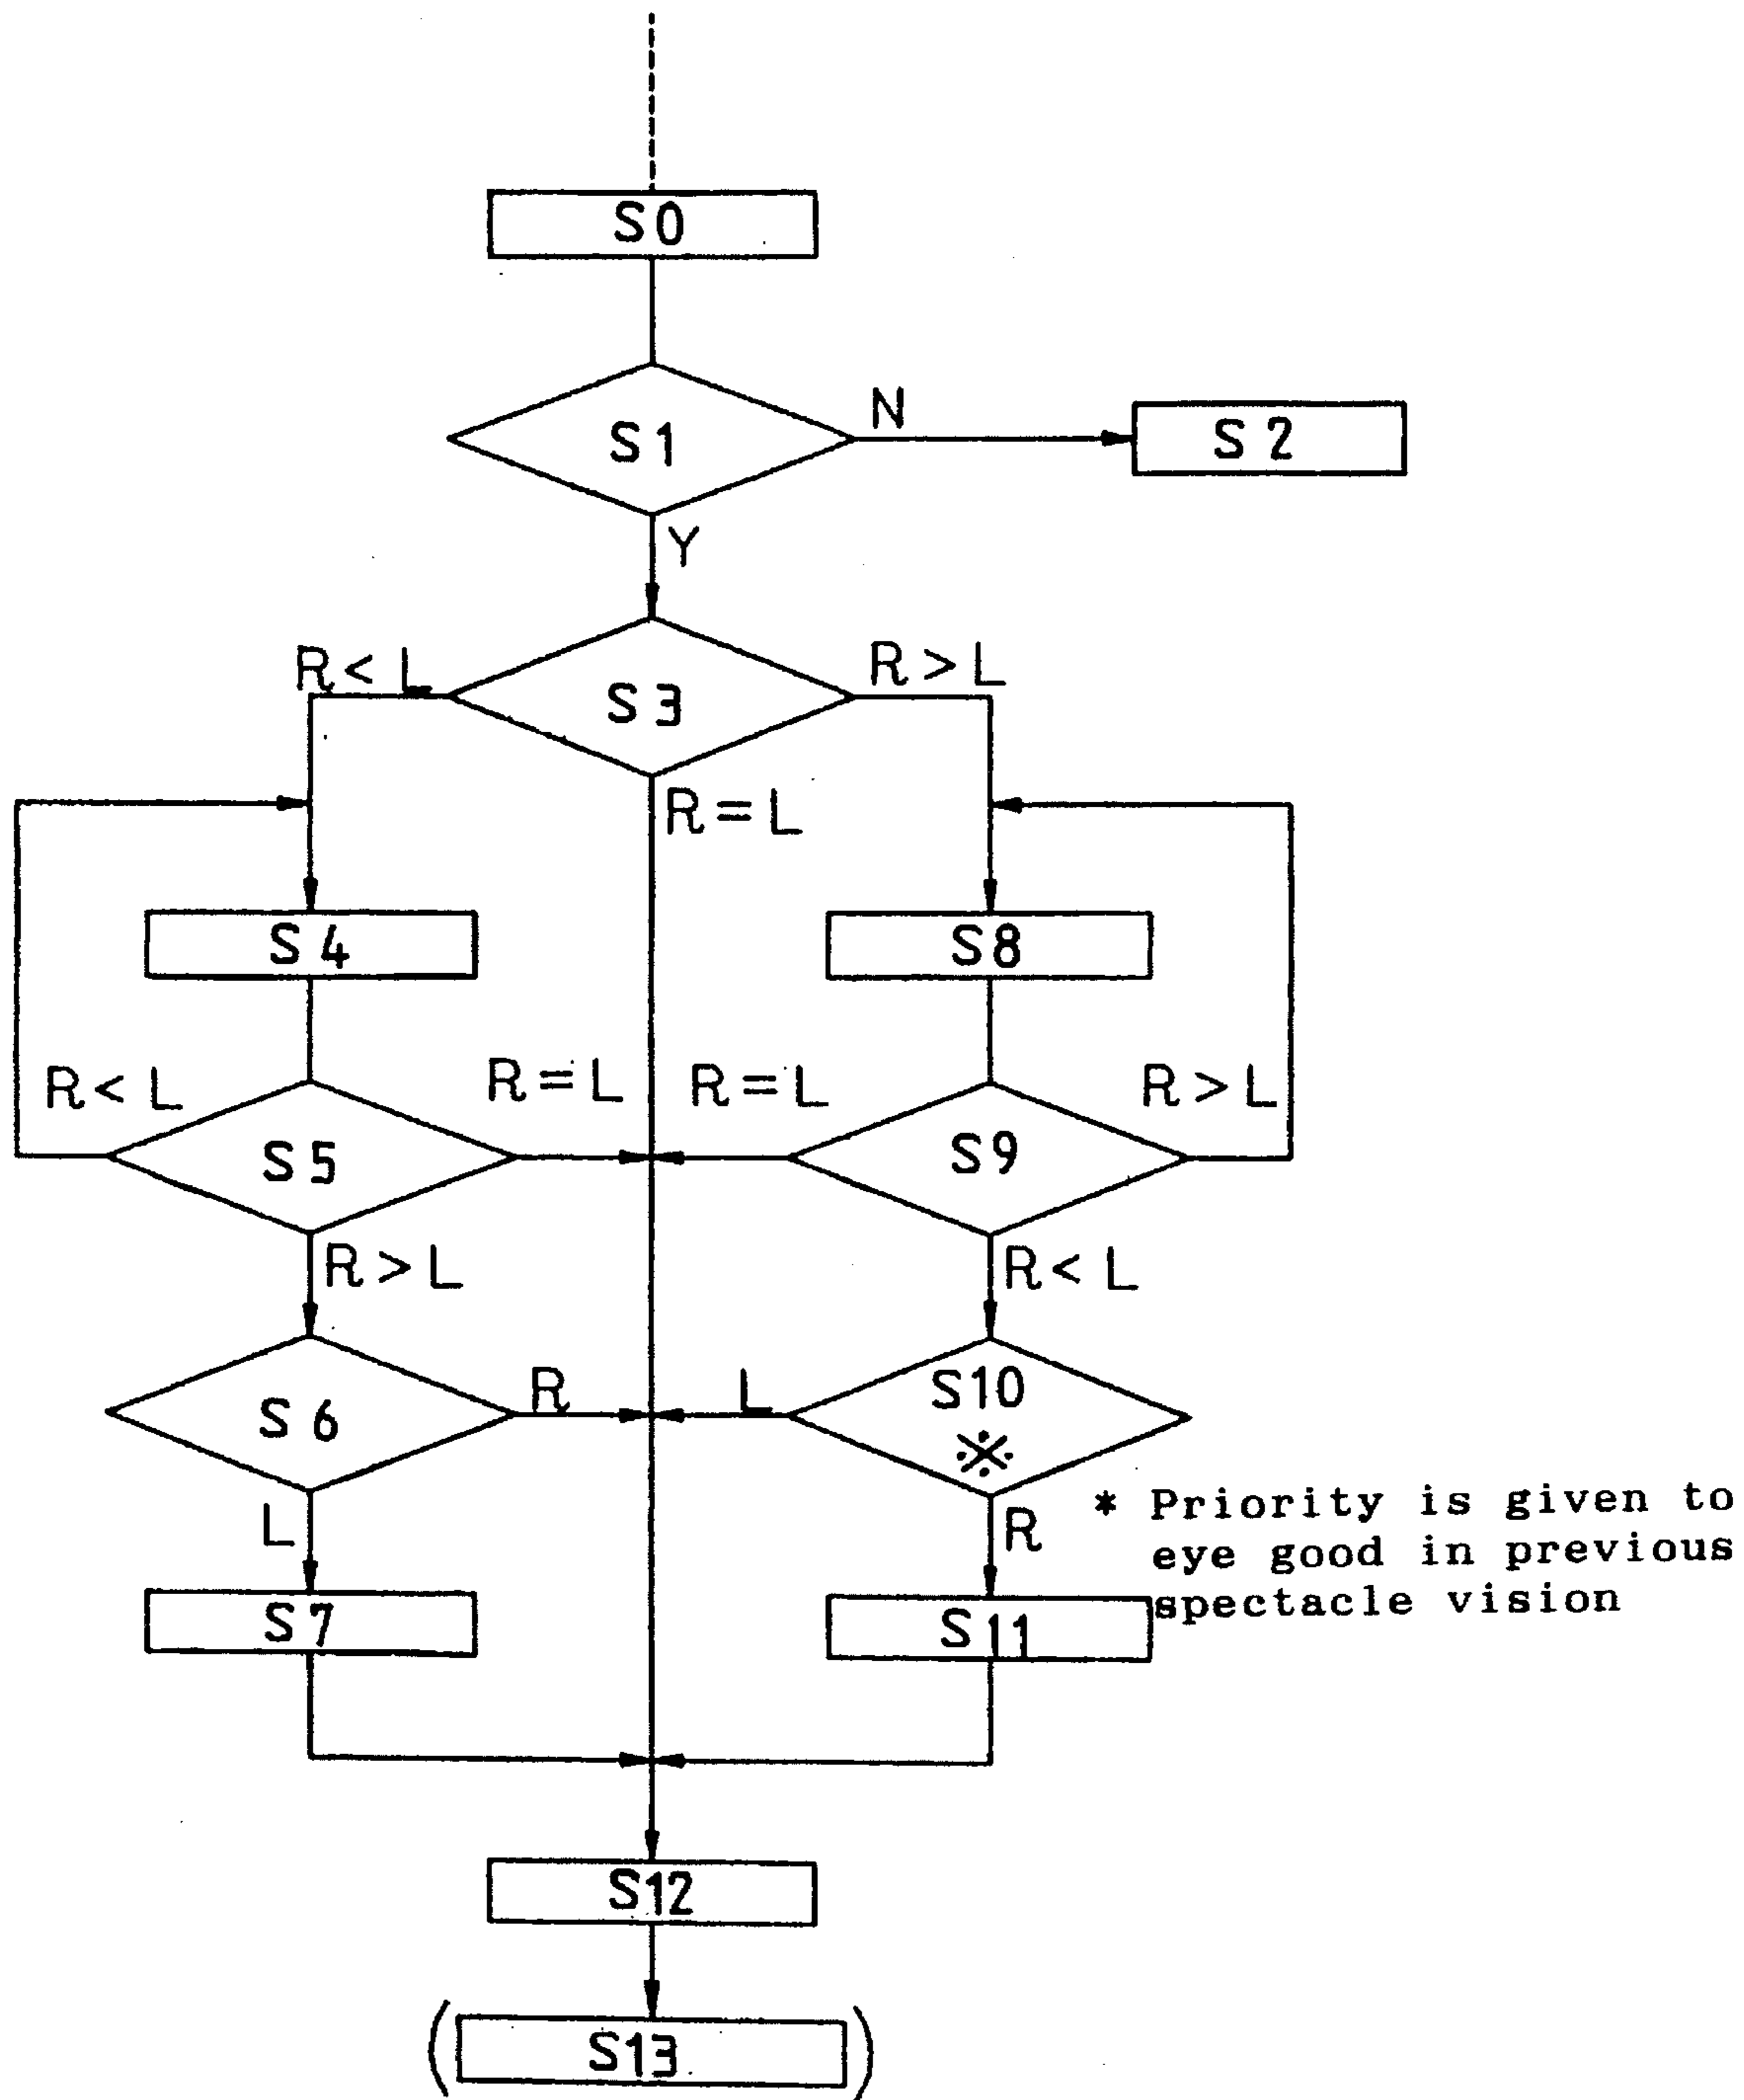 S0
S1
N
S2
Y
R<L
S3
R>L
R=L
S4
S8
R<L
R=L
R=L
R>L
S5
S9
R>L
R<L
S6
R
L
S10
※
L
R
* Priority is given to
eye good in previous
spectacle vision
S7
S11
S12
(S13)